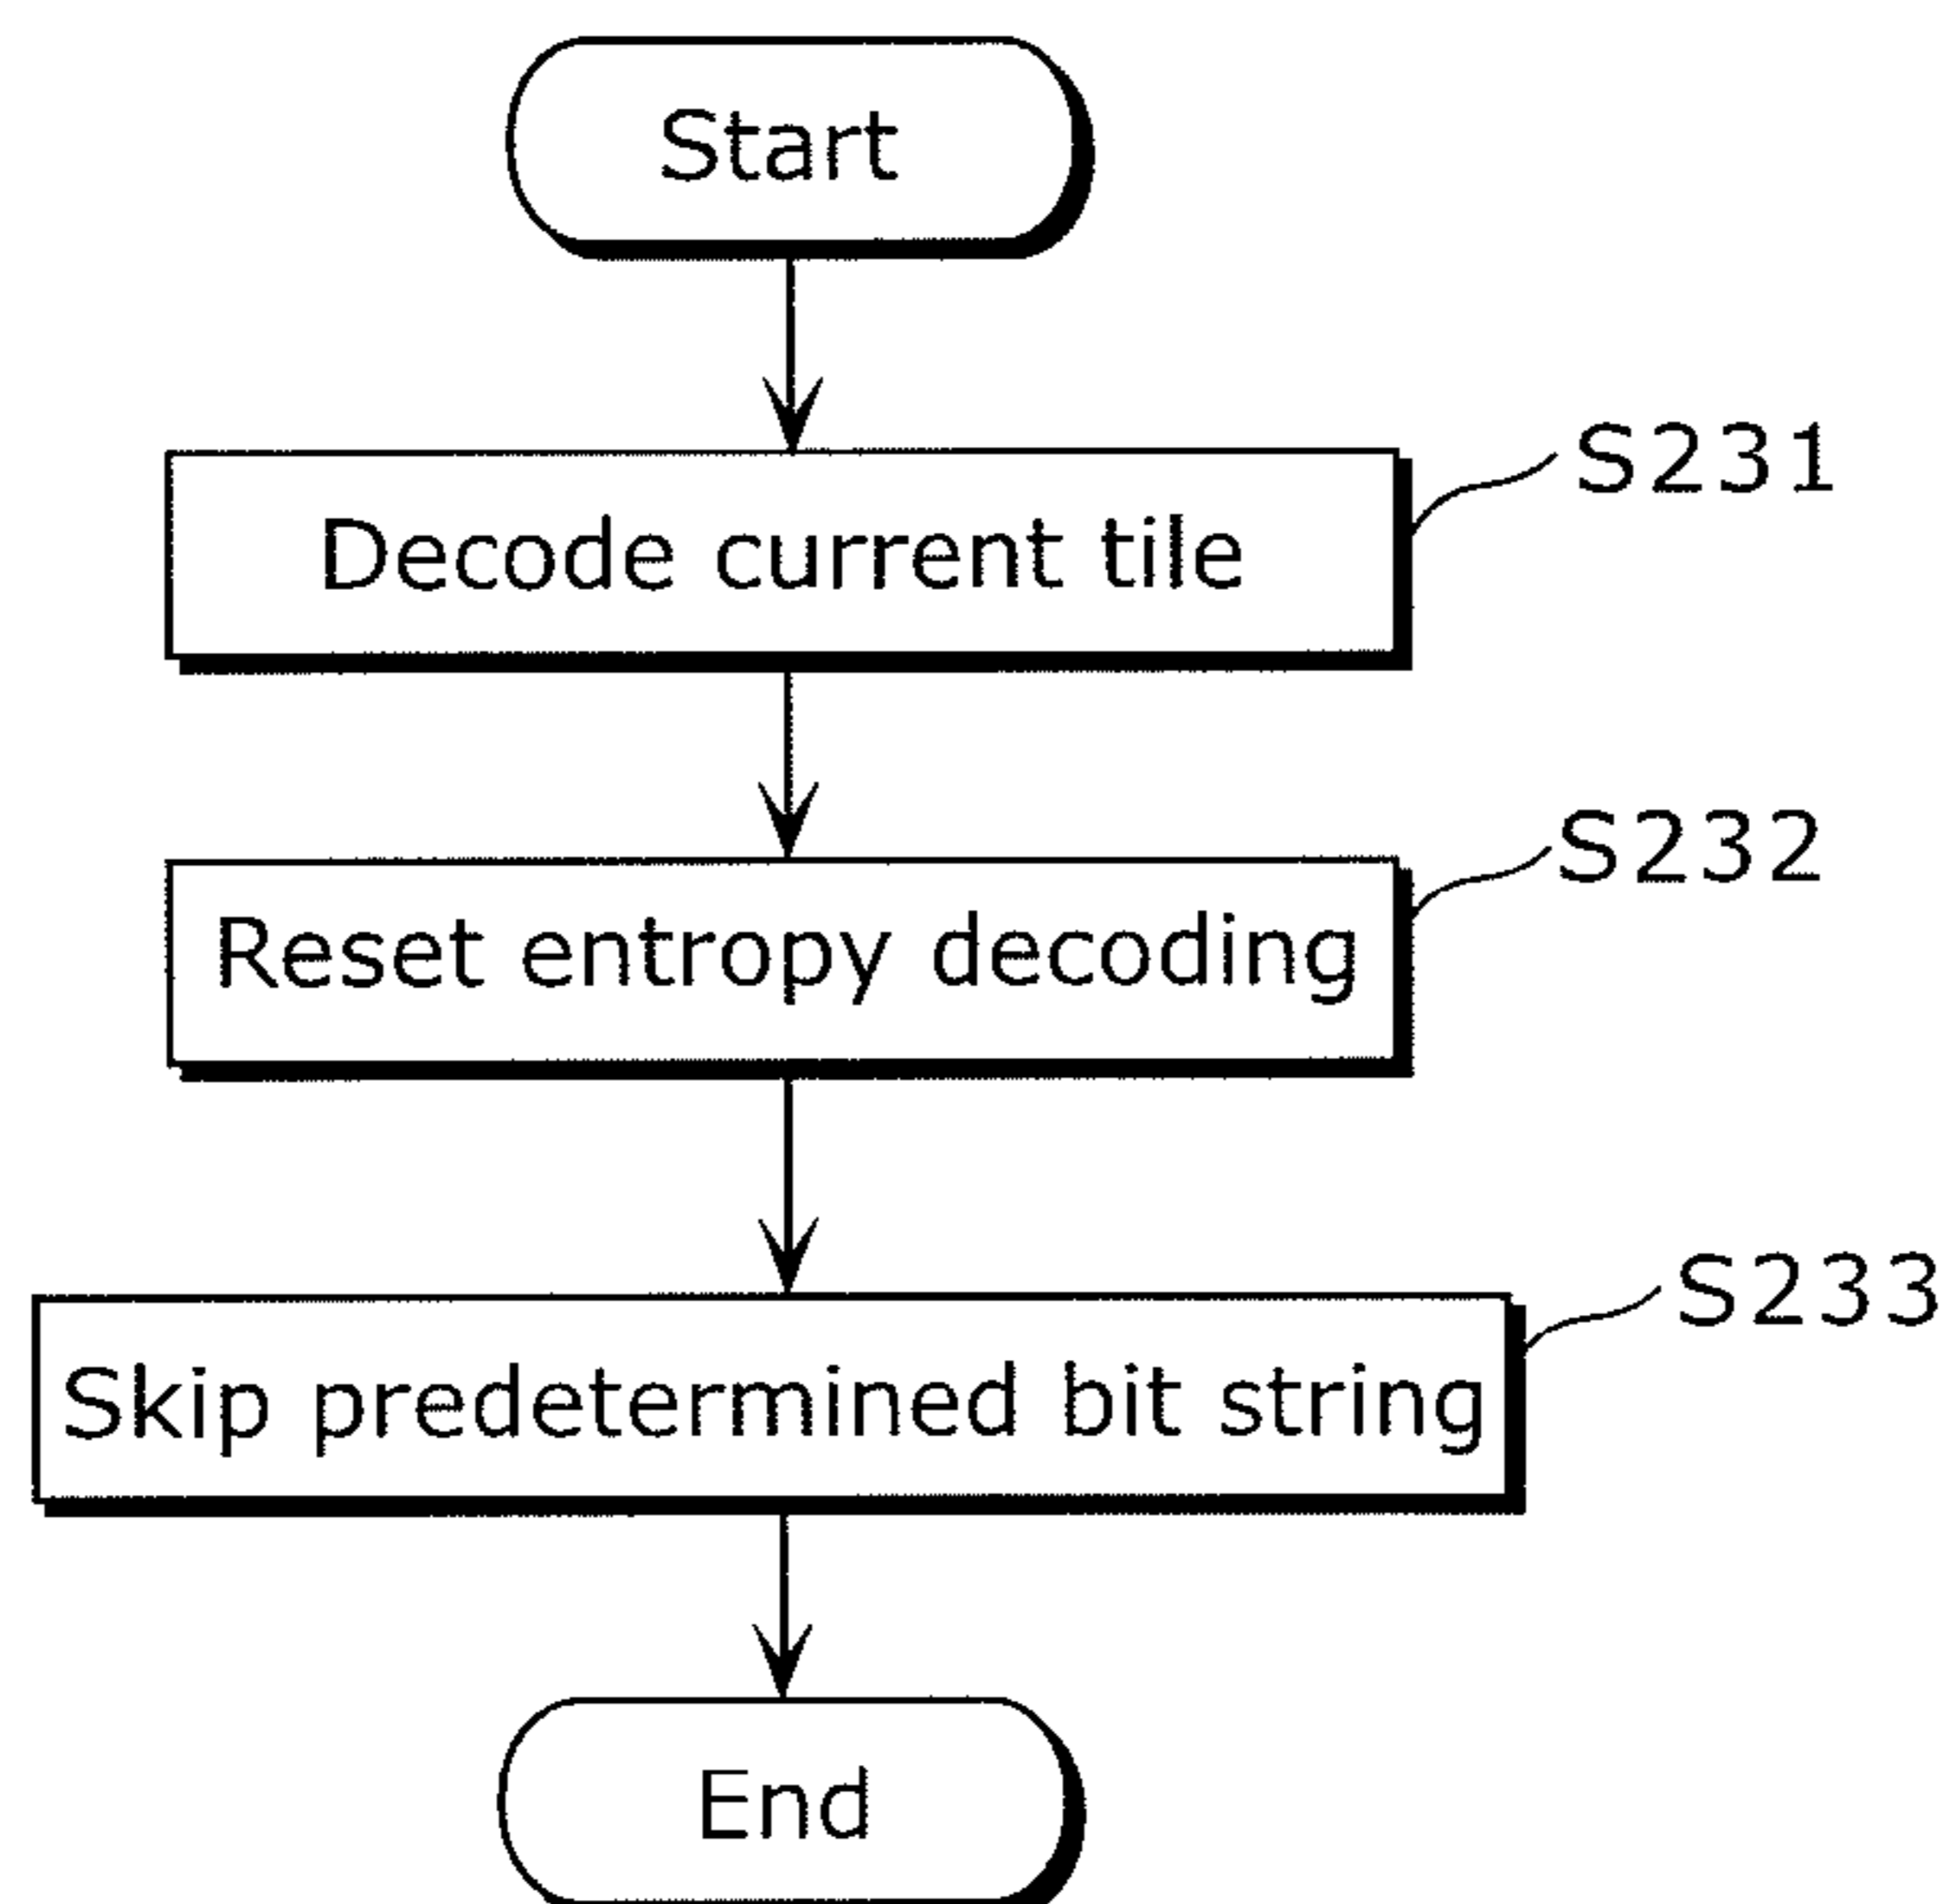 Start
S231
Decode current tile
S232
Reset entropy decoding
S233
Skip predetermined bit string
End